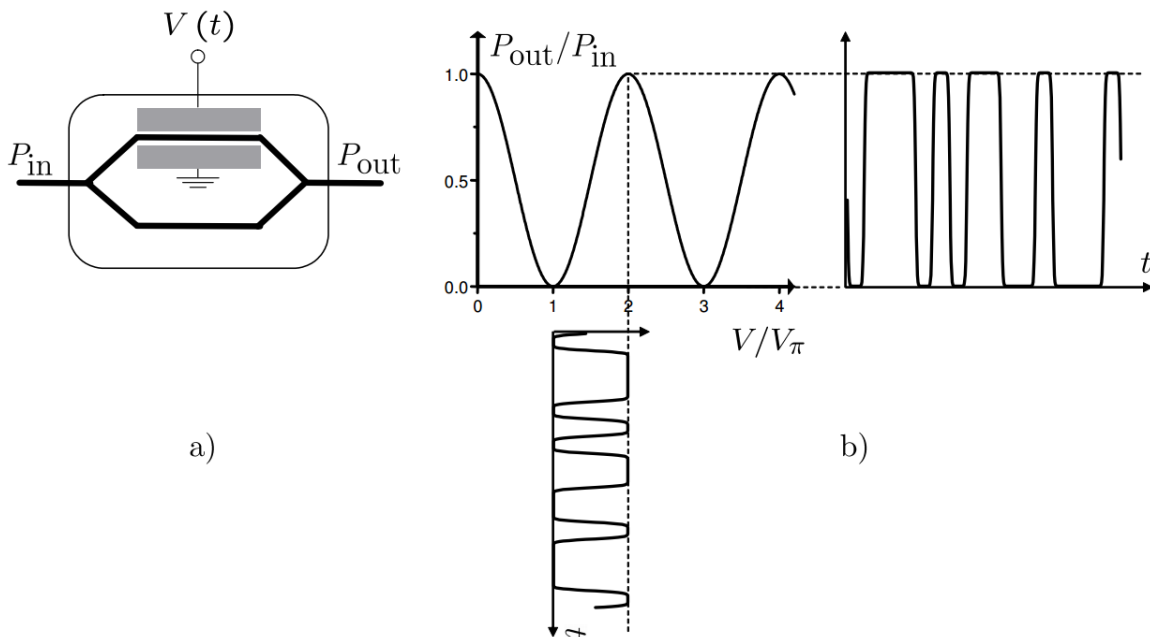 V (t)
P_in
P_out
a)
P_out/P_in
1.0
0.5
0.0
0
1
2
3
4
V/V_π
t
t
b)